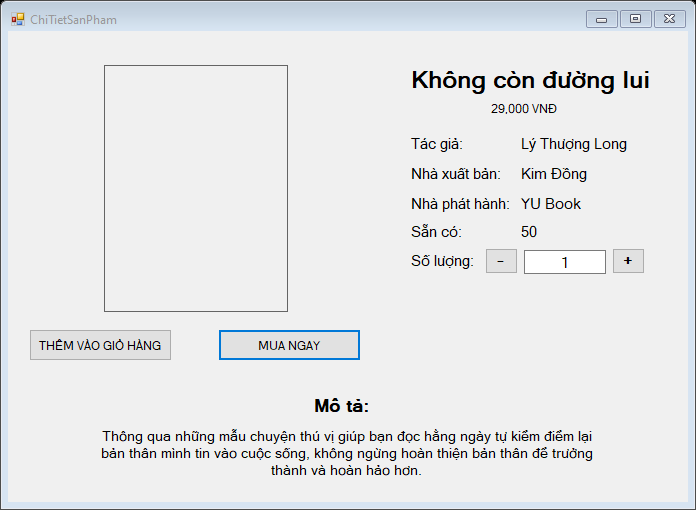 ChiTietSanPham
Không còn đường lui
29,000 VNĐ
Tác giả: Lý Thượng Long
Nhà xuất bản: Kim Đồng
Nhà phát hành: YU Book
Sẵn có: 50
Số lượng: - 1 +
THÊM VÀO GIỎ HÀNG MUA NGAY
Mô tả:
Thông qua những mẫu chuyện thú vị giúp bạn đọc hằng ngày tự kiểm điểm lại
bản thân mình tin vào cuộc sống, không ngừng hoàn thiện bản thân để trưởng
thành và hoàn hảo hơn.